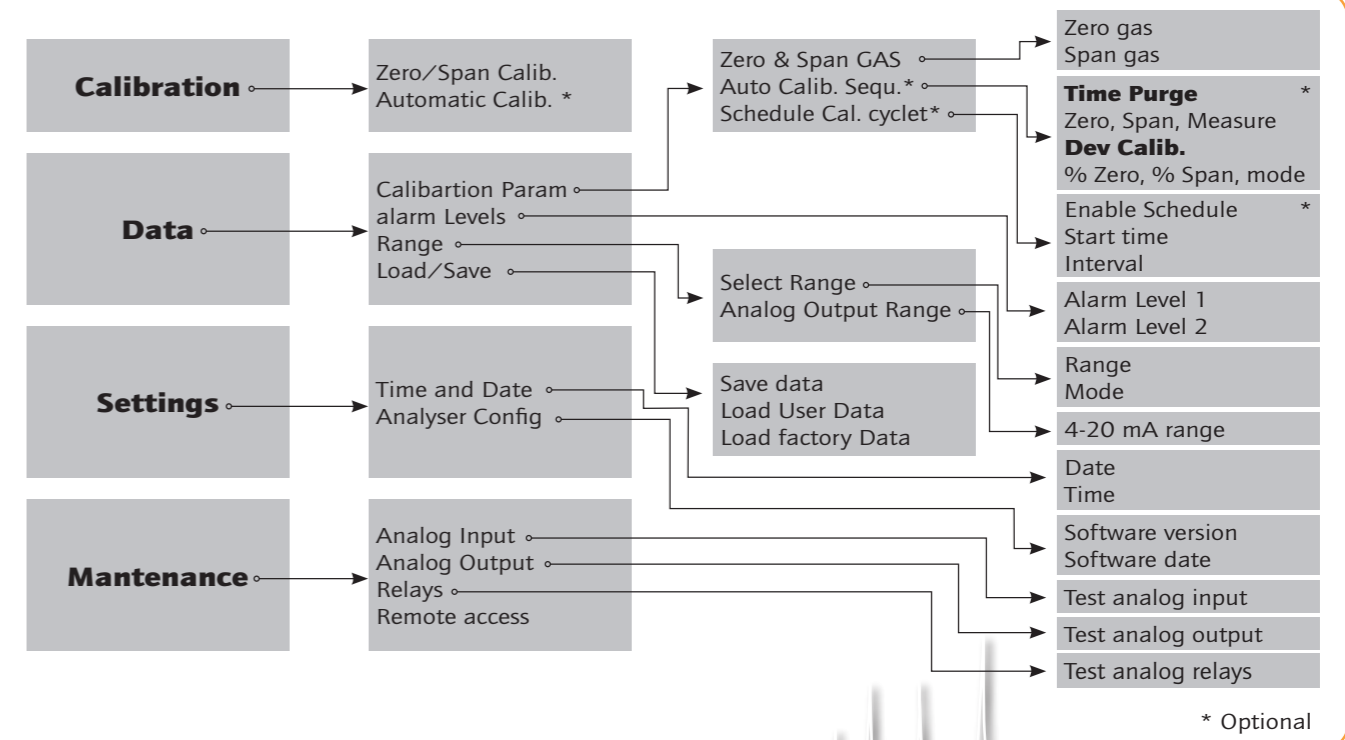 Calibration
Zero/Span Calib.
Automatic Calib. *
Data
Calibartion Param
alarm Levels
Range
Load/Save
Settings
Time and Date
Analyser Config
Mantenance
Analog Input
Analog Output
Relays
Remote access
Zero & Span GAS
Auto Calib. Sequ.*
Schedule Cal. cyclet*
Select Range
Analog Output Range
Save data
Load User Data
Load factory Data
Zero gas
Span gas
Time Purge *
Zero, Span, Measure
Dev Calib.
% Zero, % Span, mode
Enable Schedule *
Start time
Interval
Alarm Level 1
Alarm Level 2
Range
Mode
4-20 mA range
Date
Time
Software version
Software date
Test analog input
Test analog output
Test analog relays
* Optional